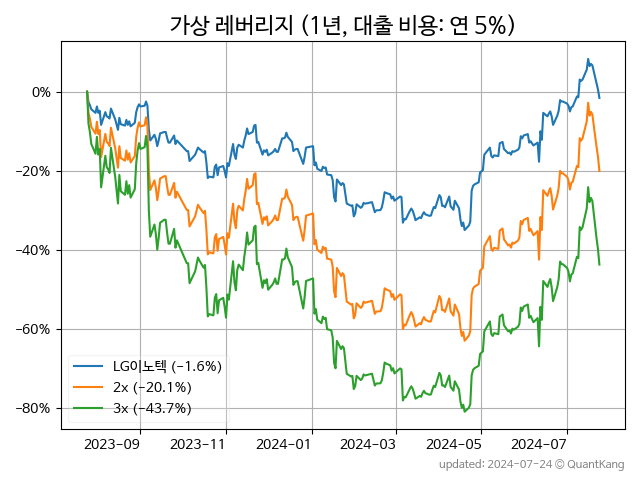 가상 레버리지 (1년, 대출 비용: 연 5%)
0%
−20%
−40%
−60%
−80%
LG이노텍 (−1.6%)
2x (−20.1%)
3x (−43.7%)
2023-09 2023-11 2024-01 2024-03 2024-05 2024-07
updated: 2024-07-24 © QuantKang